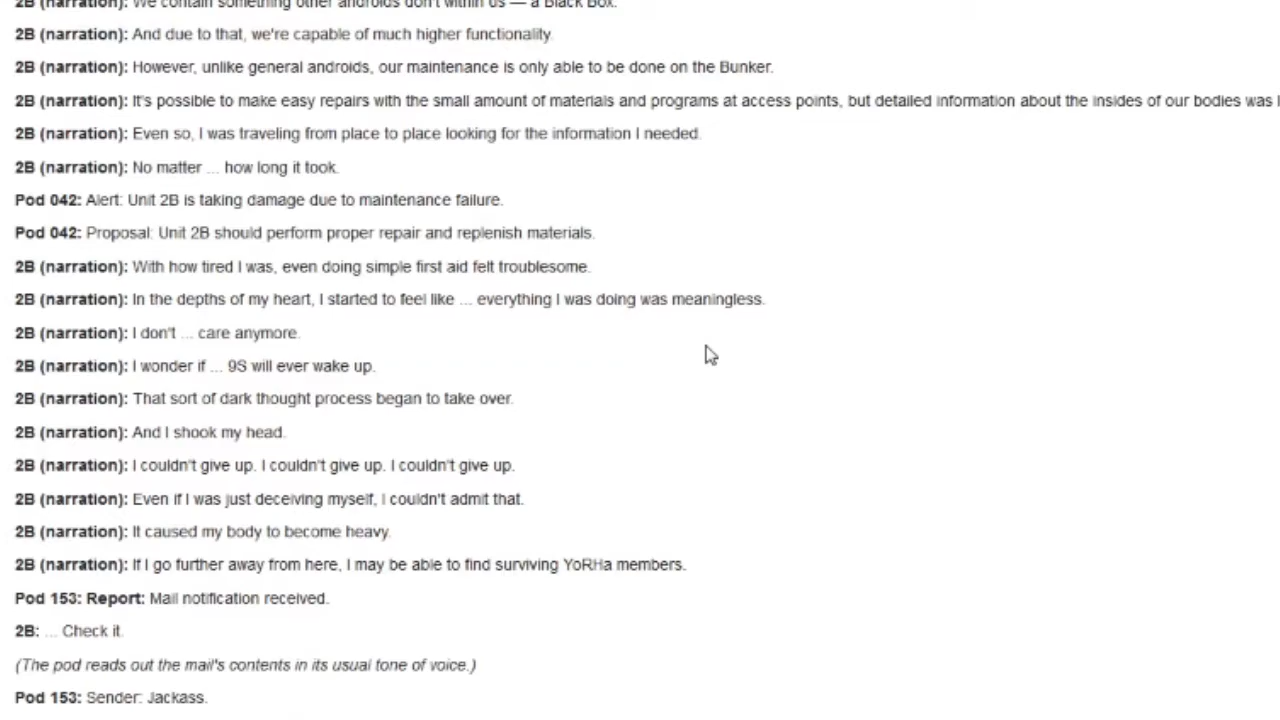 2B (narration): We contain something other androids don't within us — a Black Box.
2B (narration): And due to that, we're capable of much higher functionality.
2B (narration): However, unlike general androids, our maintenance is only able to be done on the Bunker.
2B (narration): It's possible to make easy repairs with the small amount of materials and programs at access points, but detailed information about the insides of our bodies was
2B (narration): Even so, I was traveling from place to place looking for the information I needed.
2B (narration): No matter ... how long it took.
Pod 042: Alert: Unit 2B is taking damage due to maintenance failure.
Pod 042: Proposal: Unit 2B should perform proper repair and replenish materials.
2B (narration): With how tired I was, even doing simple first aid felt troublesome.
2B (narration): In the depths of my heart, I started to feel like ... everything I was doing was meaningless.
2B (narration): I don't ... care anymore.
2B (narration): I wonder if ... 9S will ever wake up.
2B (narration): That sort of dark thought process began to take over.
2B (narration): And I shook my head.
2B (narration): I couldn't give up. I couldn't give up. I couldn't give up.
2B (narration): Even if I was just deceiving myself, I couldn't admit that.
2B (narration): It caused my body to become heavy.
2B (narration): If I go further away from here, I may be able to find surviving YoRHa members.
Pod 153: Report: Mail notification received.
2B: ... Check it.
(The pod reads out the mail's contents in its usual tone of voice.)
Pod 153: Sender: Jackass.